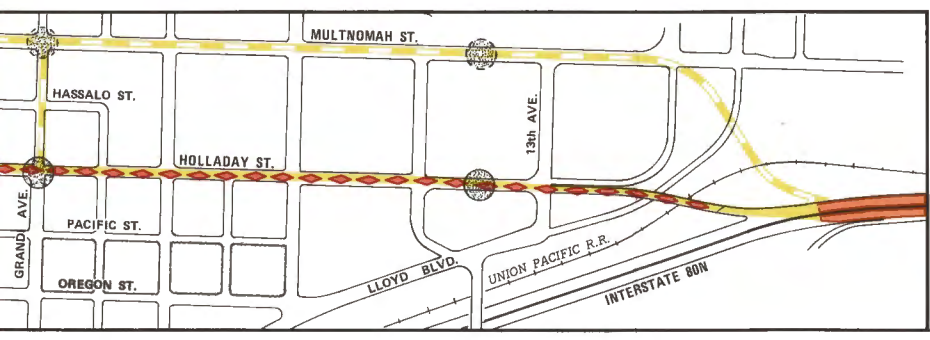 MULTNOMAH ST.
HASSALO ST.
13th AVE.
HOLLADAY ST.
GRAND AVE.
PACIFIC ST.
LLOYD BLVD.
UNION PACIFIC R.R.
OREGON ST.
INTERSTATE 80N